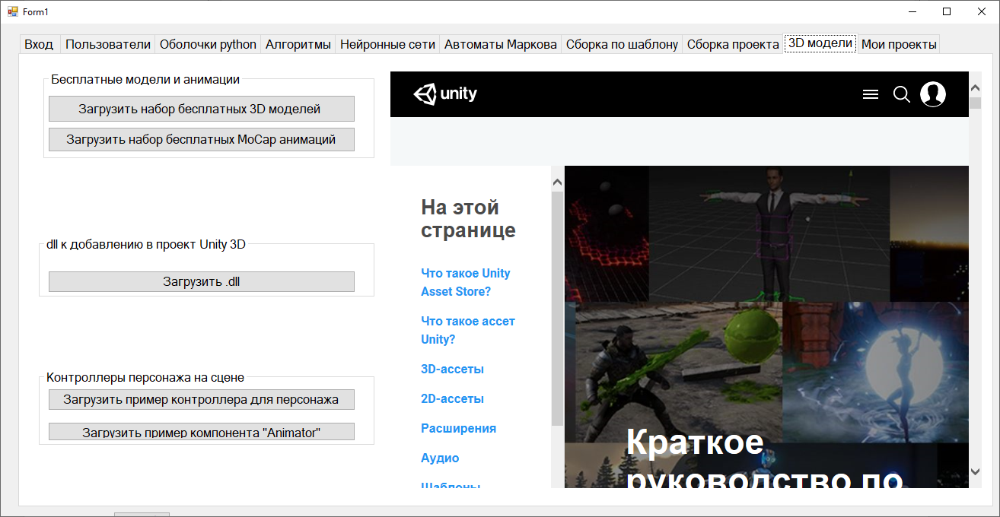 Form1
Вход Пользователи Оболочки python Алгоритмы Нейронные сети Автоматы Маркова Сборка по шаблону Сборка проекта 3D модели Мои проекты
Бесплатные модели и анимации
Загрузить набор бесплатных 3D моделей
Загрузить набор бесплатных MoCap анимаций
dll к добавлению в проект Unity 3D
Загрузить .dll
Контроллеры персонажа на сцене
Загрузить пример контроллера для персонажа
Загрузить пример компонента "Animator"
unity
На этой
странице
Что такое Unity
Asset Store?
Что такое ассет
Unity?
3D-ассеты
2D-ассеты
Расширения
Аудио
Шаблоны
Краткое
руководство по